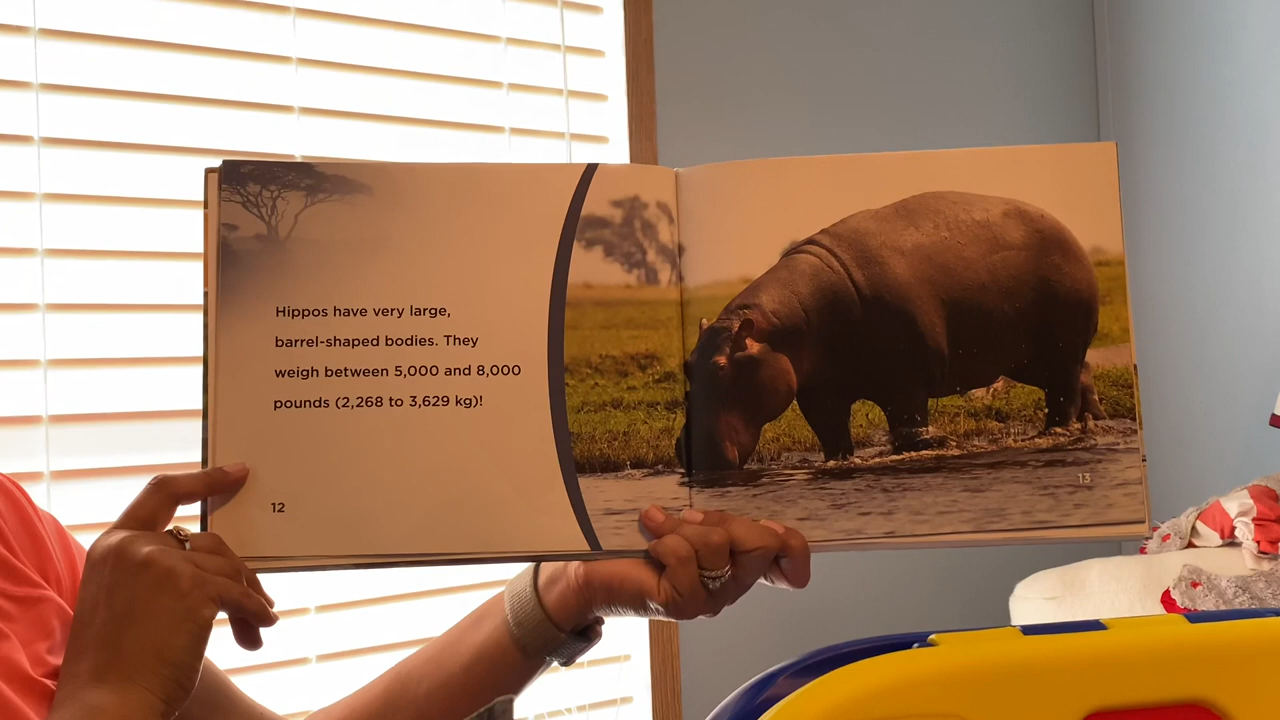 Hippos have very large,
barrel-shaped bodies. They
weigh between 5,000 and 8,000
pounds (2,268 to 3,629 kg)!
12
13